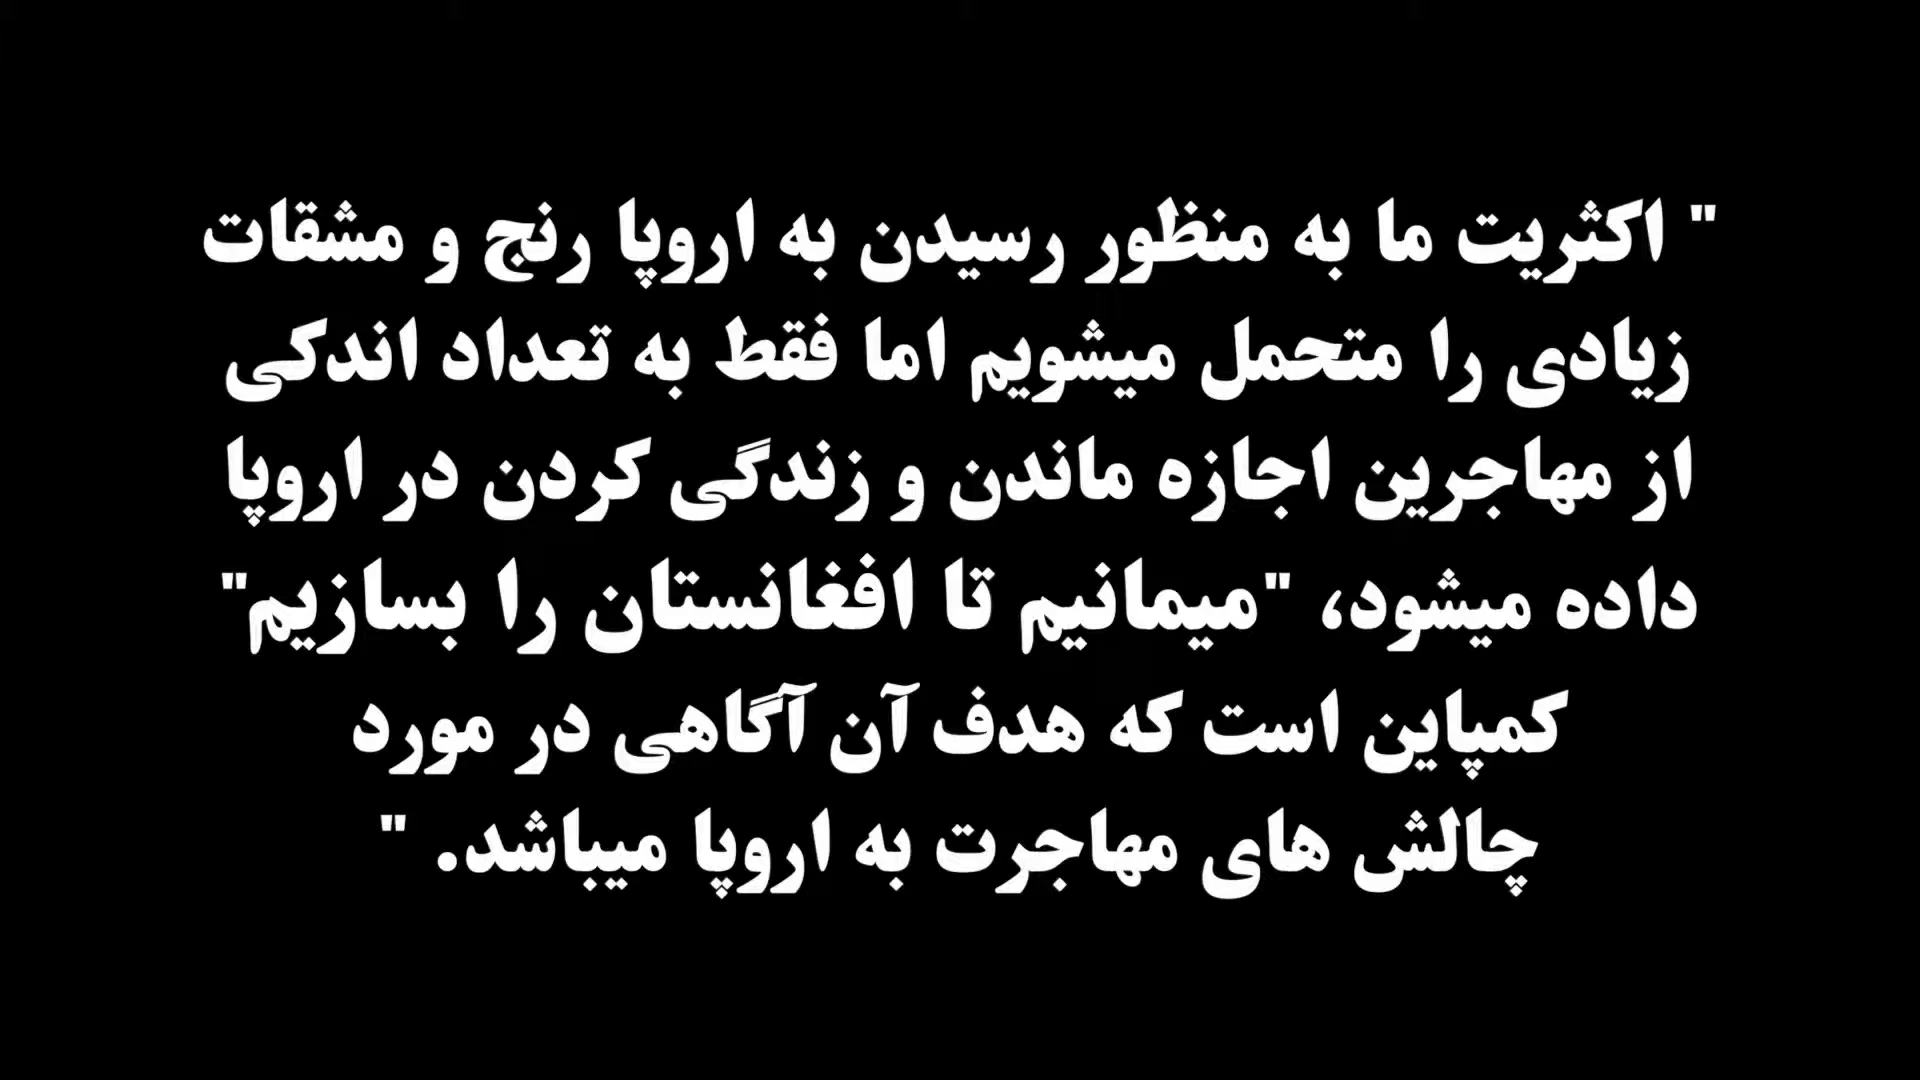 " اکثریت ما به منظور رسیدن به اروپا رنج و مشقات
زیادی را متحمل میشویم اما فقط به تعداد اندکی
از مهاجرین اجازه ماندن و زندگی کردن در اروپا
داده میشود، "میمانیم تا افغانستان را بسازیم"
کمپاین است که هدف آن آگاهی در مورد
چالش های مهاجرت به اروپا میباشد. "